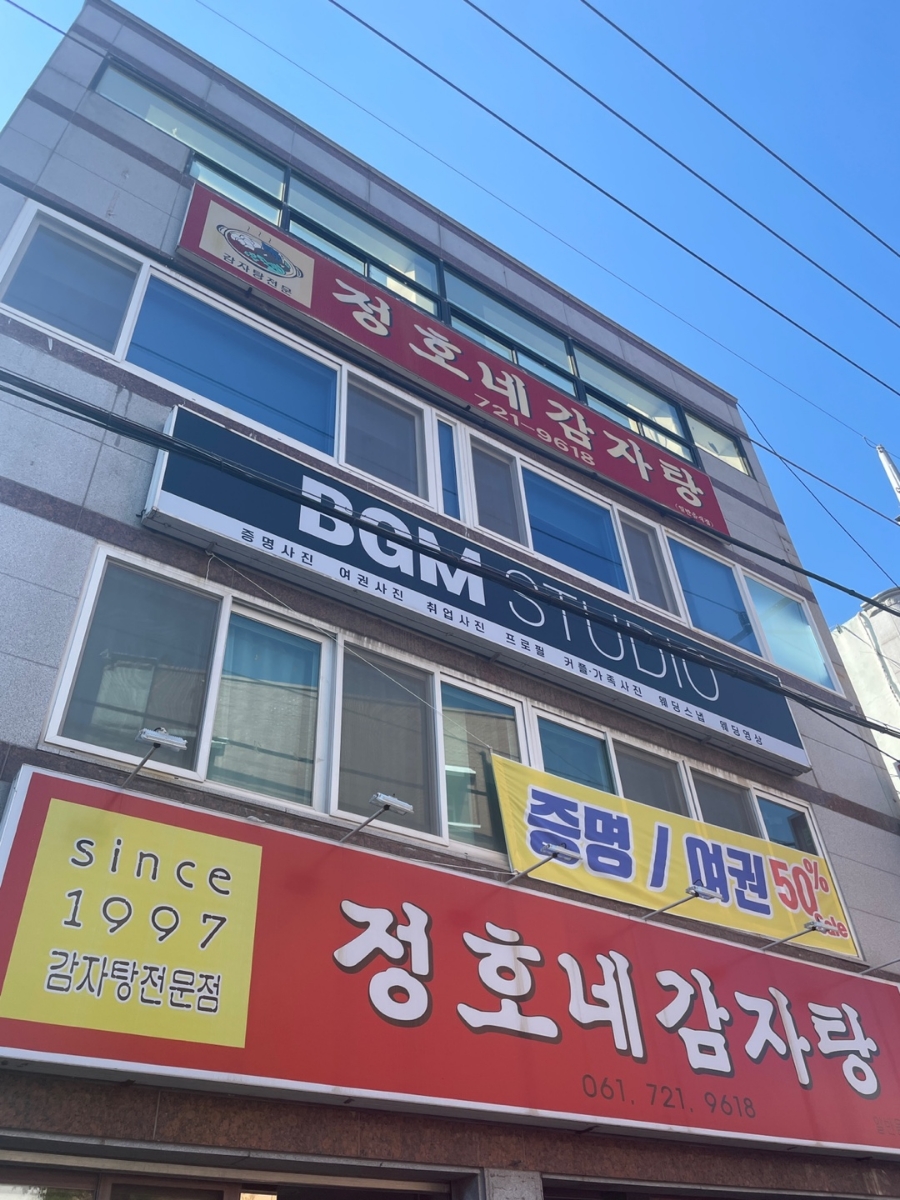 감자탕전문
정호네감자탕
721-9618
BGM STUDIO
증명사진 여권사진 취업사진 프로필 커플·가족사진 웨딩스냅 웨딩영상
증명 / 여권 50% Sale
since
1997
감자탕전문점
정호네감자탕
061. 721. 9618